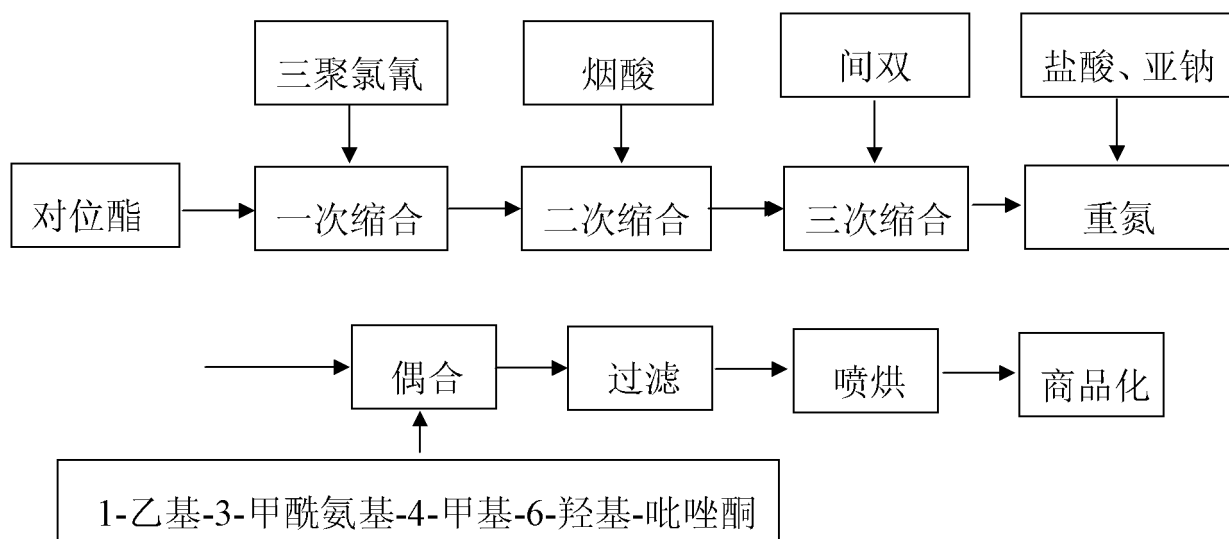 三聚氯氰
烟酸
间双
盐酸、亚钠
对位酯
一次缩合
二次缩合
三次缩合
重氮
偶合
过滤
喷烘
商品化
1-乙基-3-甲酰氨基-4-甲基-6-羟基-吡唑酮